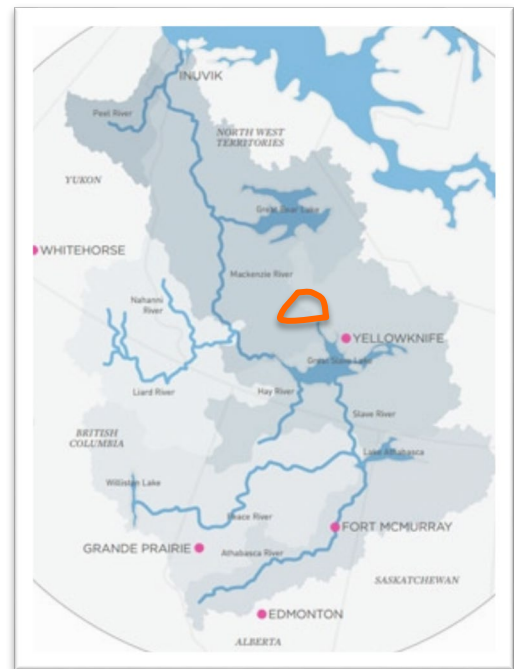 INUVIK
Peel River
NORTH WEST
TERRITORIES
YUKON
Great Bear Lake
WHITEHORSE
Mackenzie River
Nahanni
River
YELLOWKNIFE
Great Slave Lake
Liard River
Hay River
Slave River
BRITISH
COLUMBIA
Lake Athabasca
Williston Lake
Peace River
FORT MCMURRAY
GRANDE PRAIRIE
Athabasca River
SASKATCHEWAN
EDMONTON
ALBERTA